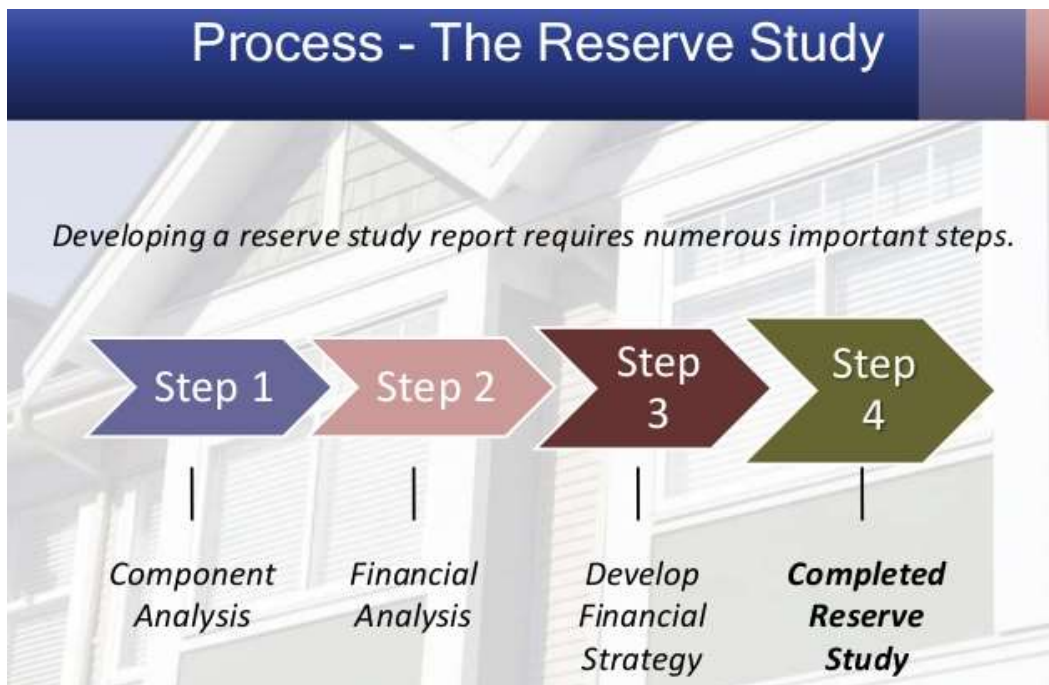 Process - The Reserve Study
Developing a reserve study report requires numerous important steps.
Step 1
Step 2
Step
3
Step
4
Component
Analysis
Financial
Analysis
Develop
Financial
Strategy
Completed
Reserve
Study